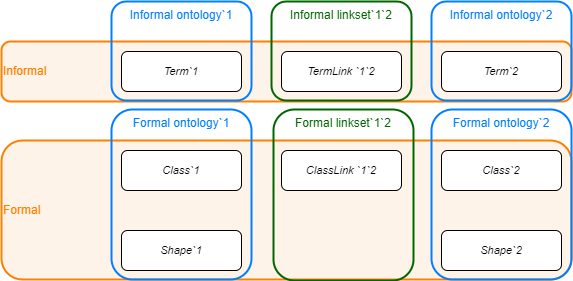 Informal ontology`1
Informal linkset`1`2
Informal ontology`2
Informal
Term`1
TermLink `1`2
Term`2
Formal ontology`1
Formal linkset`1`2
Formal ontology`2
Class`1
ClassLink `1`2
Class`2
Formal
Shape`1
Shape`2